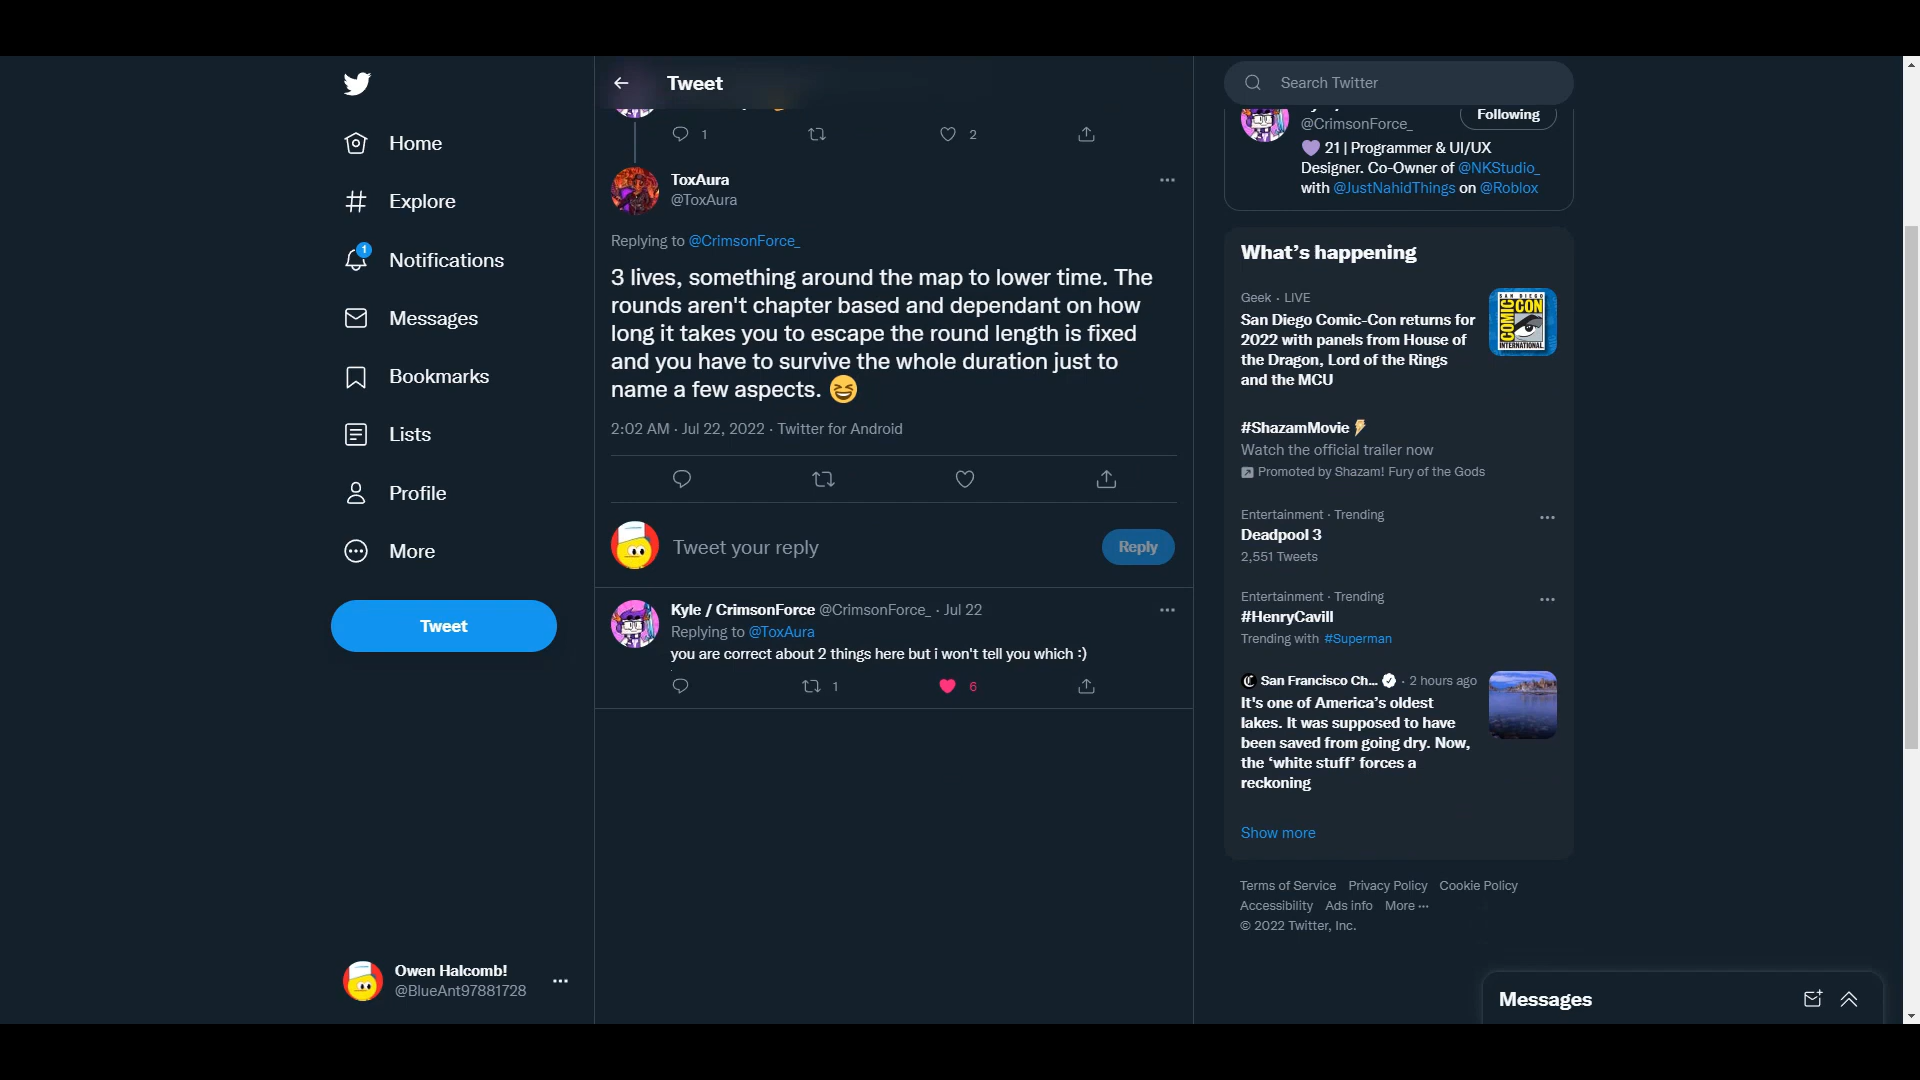 Home
Explore
1
Notifications
Messages
Bookmarks
Lists
Profile
More
Tweet
Owen Halcomb!
@BlueAnt97881728
Tweet
1
2
ToxAura
@ToxAura
Replying to @CrimsonForce_
3 lives, something around the map to lower time. The
rounds aren't chapter based and dependant on how
long it takes you to escape the round length is fixed
and you have to survive the whole duration just to
name a few aspects. 😆
2:02 AM · Jul 22, 2022 · Twitter for Android
Tweet your reply
Reply
Kyle / CrimsonForce @CrimsonForce_ · Jul 22
Replying to @ToxAura
you are correct about 2 things here but i won't tell you which :)
1
6
Search Twitter
@CrimsonForce_
Following
💜 21 | Programmer & UI/UX
Designer. Co-Owner of @NKStudio_
with @JustNahidThings on @Roblox
What's happening
Geek · LIVE
San Diego Comic-Con returns for
2022 with panels from House of
the Dragon, Lord of the Rings
and the MCU
SAN DIEGO
COMIC CON
INTERNATIONAL
#ShazamMovie⚡
Watch the official trailer now
Promoted by Shazam! Fury of the Gods
Entertainment · Trending
Deadpool 3
2,551 Tweets
Entertainment · Trending
#HenryCavill
Trending with #Superman
San Francisco Ch... · 2 hours ago
It's one of America's oldest
lakes. It was supposed to have
been saved from going dry. Now,
the ‘white stuff’ forces a
reckoning
Show more
Terms of Service Privacy Policy Cookie Policy
Accessibility Ads info More ···
© 2022 Twitter, Inc.
Messages